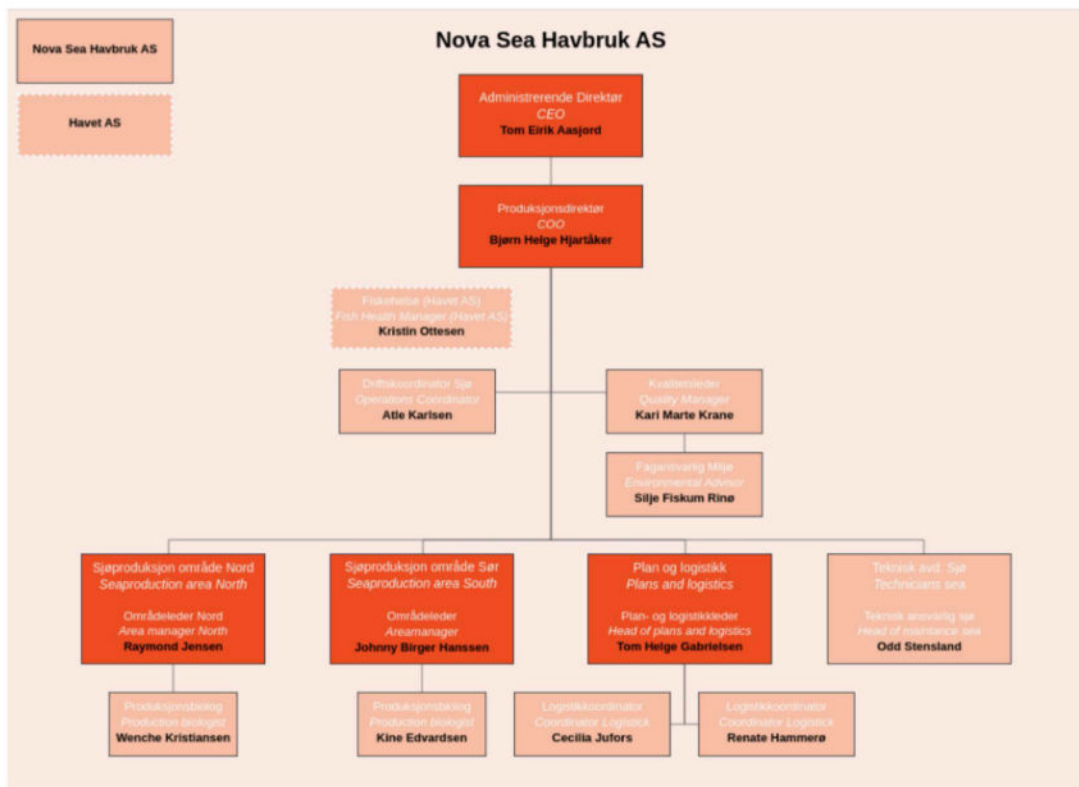 Nova Sea Havbruk AS
Nova Sea Havbruk AS
Havet AS
Administrerende Direktør
CEO
Tom Eirik Aasjord
Produksjonsdirektør
COO
Bjørn Helge Hjartåker
Fiskehelse (Havet AS)
Fish Health Manager (Havet AS)
Kristin Ottesen
Driftskoordinator Sjø
Operations Coordinator
Atle Karlsen
Kvalitetsleder
Quality Manager
Kari Marte Krane
Fagansvarlig Miljø
Environmental Advisor
Silje Fiskum Rinø
Sjøproduksjon område Nord
Seaproduction area North
Områdeleder Nord
Area manager North
Raymond Jensen
Sjøproduksjon område Sør
Seaproduction area South
Områdeleder
Areamanager
Johnny Birger Hanssen
Plan og logistikk
Plans and logistics
Plan- og logistikkleder
Head of plans and logistics
Tom Helge Gabrielsen
Teknisk avd. Sjø
Technicians sea
Teknisk ansvarlig sjø
Head of maintance sea
Odd Stensland
Produksjonsbiolog
Production biologist
Wenche Kristiansen
Produksjonsbiolog
Production biologist
Kine Edvardsen
Logistikkoordinator
Coordinator Logistick
Cecilia Jufors
Logistikkoordinator
Coordinator Logistick
Renate Hammerø